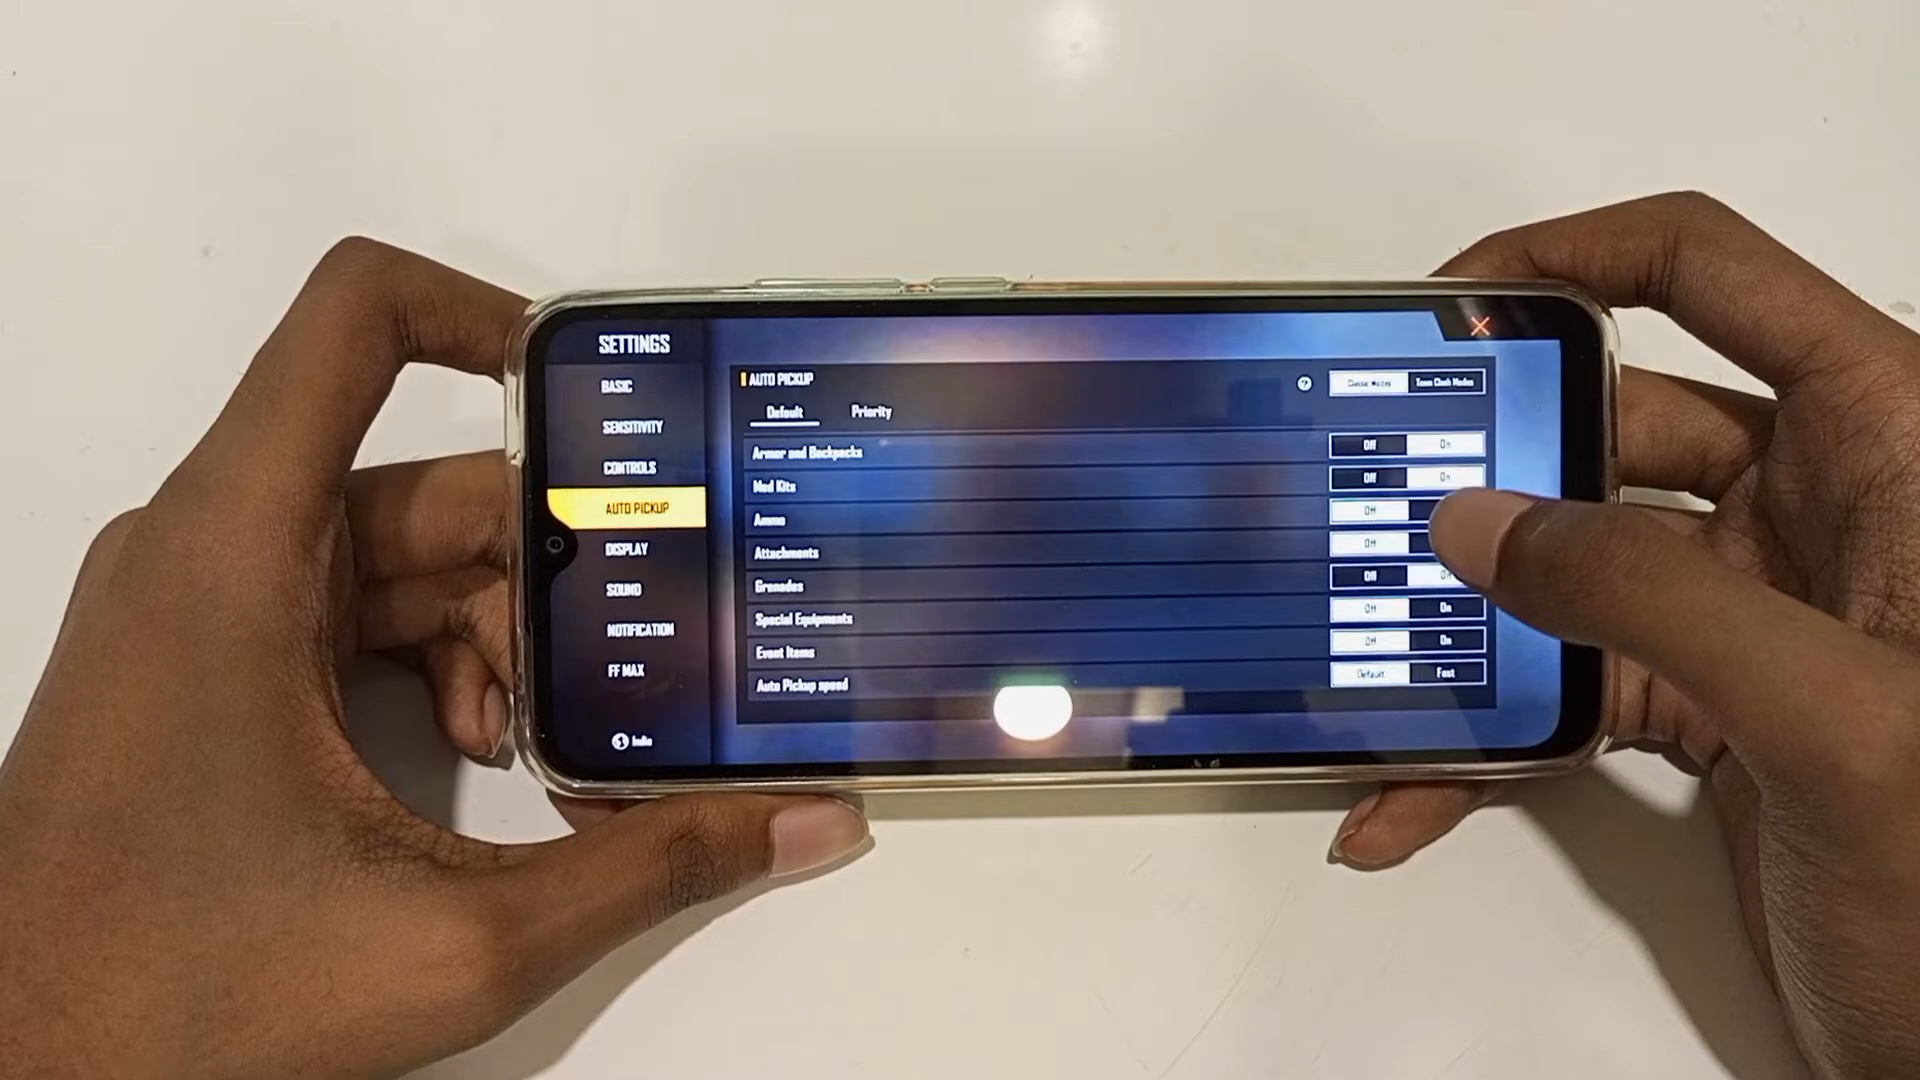 SETTINGS
BASIC
SENSITIVITY
CONTROLS
AUTO PICKUP
DISPLAY
SOUND
NOTIFICATION
FF MAX
India
AUTO PICKUP
? Classic Modes Team Clash Modes
Default Priority
Armor and Backpacks Off On
Med Kits Off On
Ammo Off
Attachments Off
Grenades Off On
Special Equipments Off On
Event Items Off On
Auto Pickup speed Default Fast